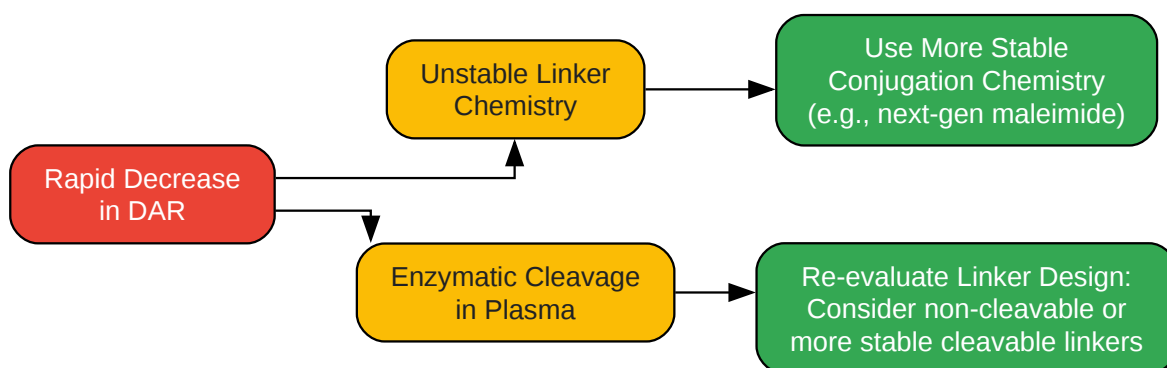 Rapid Decrease
in DAR
Unstable Linker
Chemistry
Use More Stable
Conjugation Chemistry
(e.g., next-gen maleimide)
Enzymatic Cleavage
in Plasma
Re-evaluate Linker Design:
Consider non-cleavable or
more stable cleavable linkers